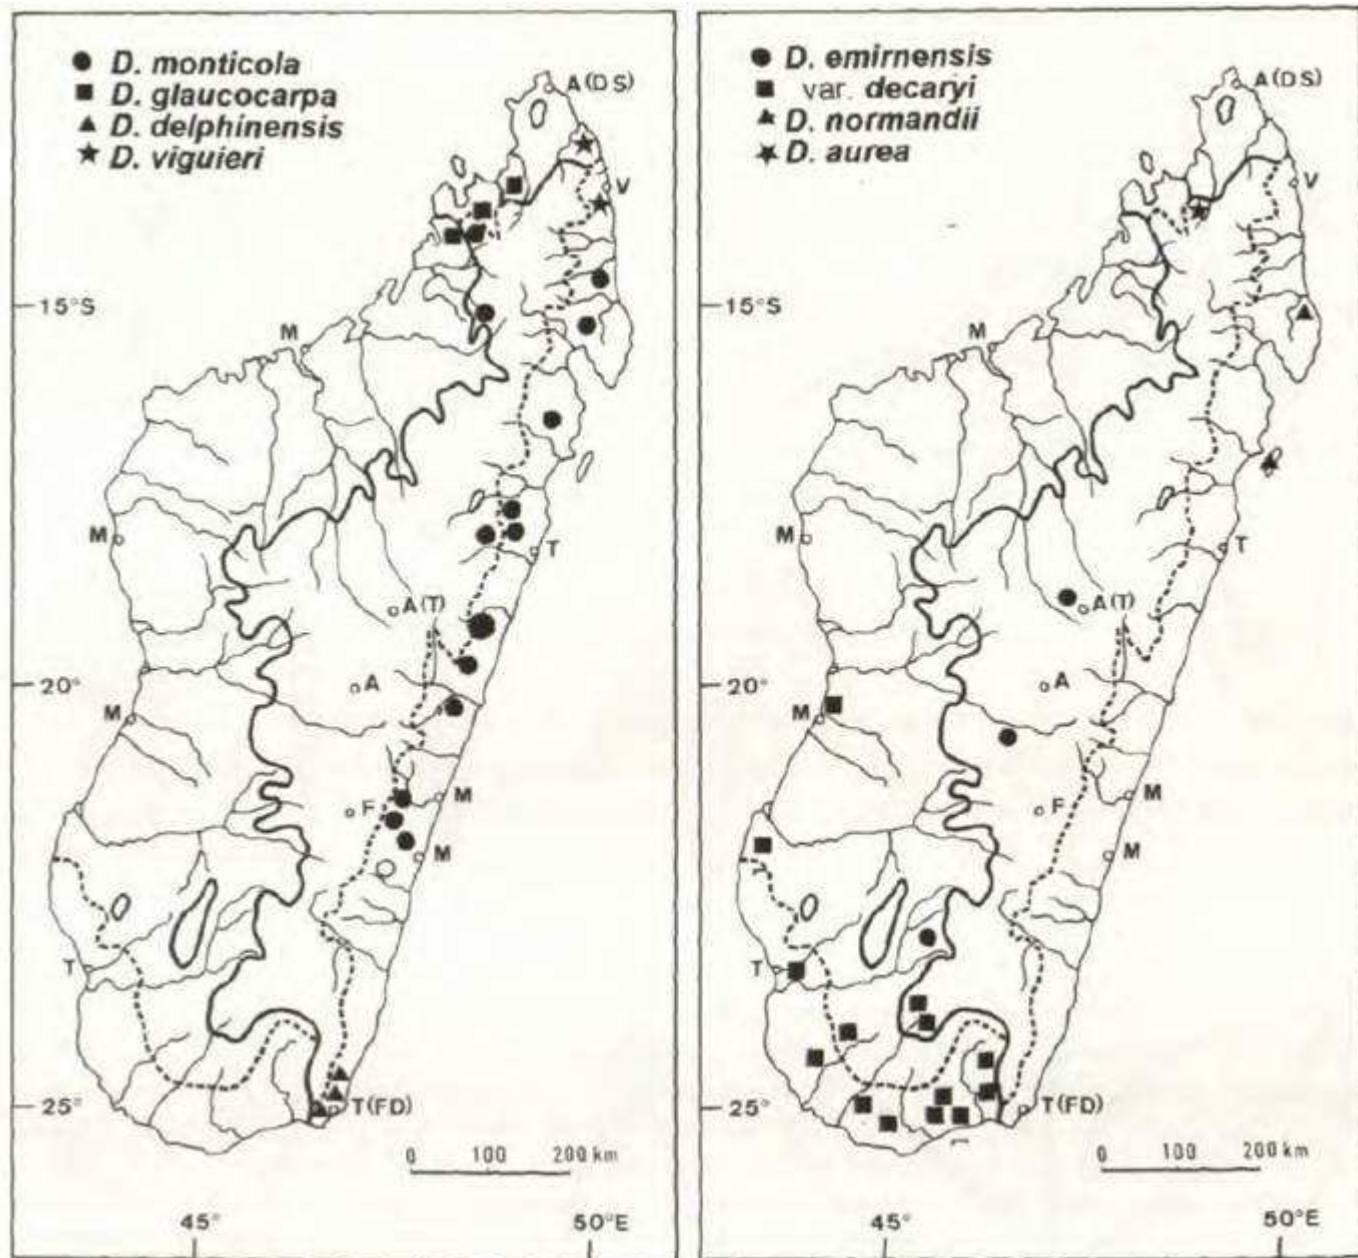 D. monticola
D. glaucocarpa
D. delphinensis
D. viguieri
A(DS)
V
15°S
M
M
T
A(T)
20°
A
M
F
M
M
T
25°
T(FD)
0 100 200 km
45° 50°E
D. emirnensis
var. decaryi
D. normandii
D. aurea
A(DS)
V
15°S
M
M
T
A(T)
20°
A
M
F
M
M
T
25°
T(FD)
0 100 200 km
45° 50°E